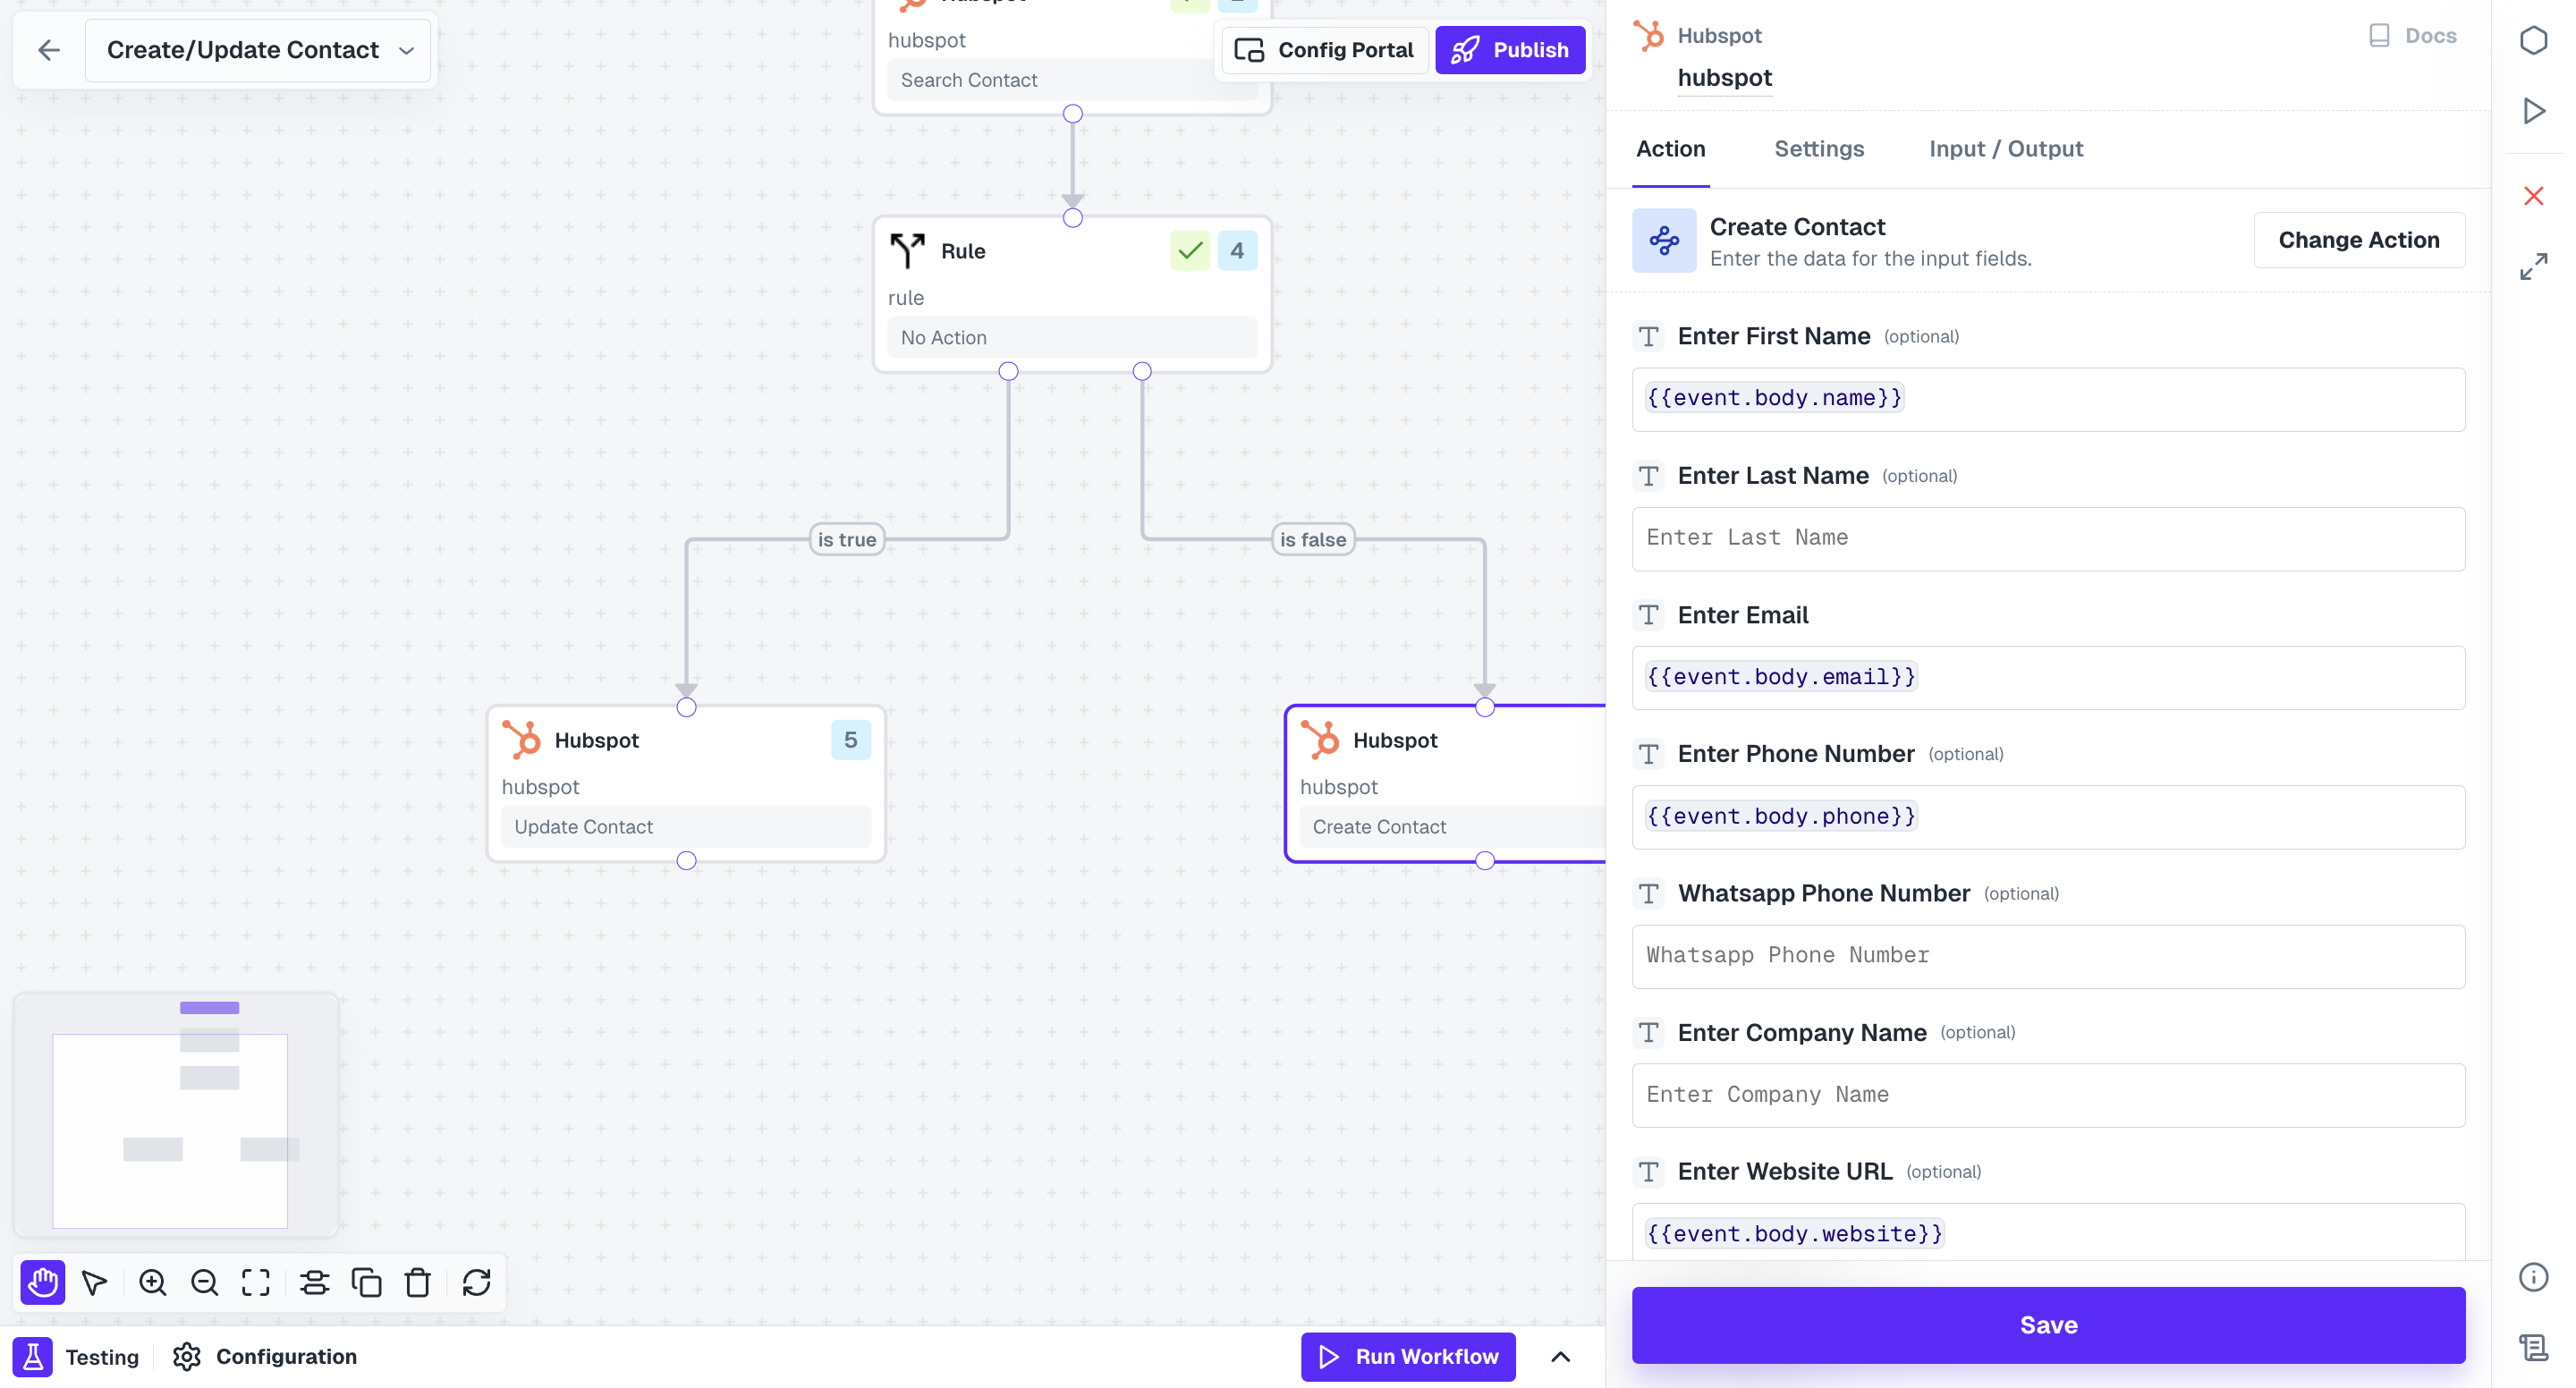 Create/Update Contact
Hubspot
hubspot
Search Contact
Config Portal
Publish
Rule
4
rule
No Action
is true
is false
Hubspot
5
hubspot
Update Contact
Hubspot
hubspot
Create Contact
Testing
Configuration
Run Workflow
Hubspot
Docs
hubspot
Action
Settings
Input / Output
Create Contact
Enter the data for the input fields.
Change Action
Enter First Name (optional)
{{event.body.name}}
Enter Last Name (optional)
Enter Last Name
Enter Email
{{event.body.email}}
Enter Phone Number (optional)
{{event.body.phone}}
Whatsapp Phone Number (optional)
Whatsapp Phone Number
Enter Company Name (optional)
Enter Company Name
Enter Website URL (optional)
{{event.body.website}}
Save